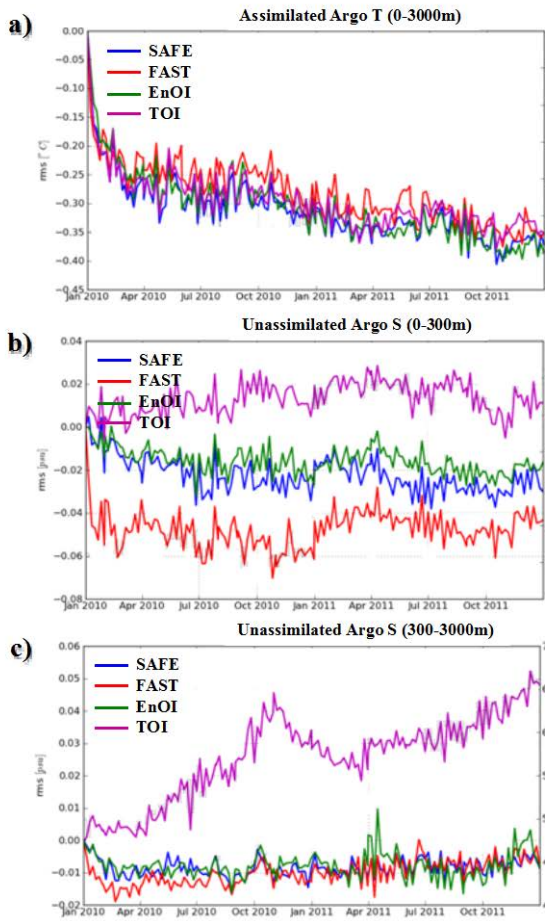 a)
Assimilated Argo T (0-3000m)
SAFE
FAST
EnOI
TOI
rms [° C]
0.00
−0.05
−0.10
−0.15
−0.20
−0.25
−0.30
−0.35
−0.40
−0.45
Jan 2010 Apr 2010 Jul 2010 Oct 2010 Jan 2011 Apr 2011 Jul 2011 Oct 2011
b)
Unassimilated Argo S (0-300m)
SAFE
FAST
EnOI
TOI
rms [psu]
0.04
0.02
0.00
−0.02
−0.04
−0.06
−0.08
Jan 2010 Apr 2010 Jul 2010 Oct 2010 Jan 2011 Apr 2011 Jul 2011 Oct 2011
c)
Unassimilated Argo S (300-3000m)
SAFE
FAST
EnOI
TOI
rms [psu]
0.06
0.05
0.04
0.03
0.02
0.01
0.00
−0.01
−0.02
Jan 2010 Apr 2010 Jul 2010 Oct 2010 Jan 2011 Apr 2011 Jul 2011 Oct 2011